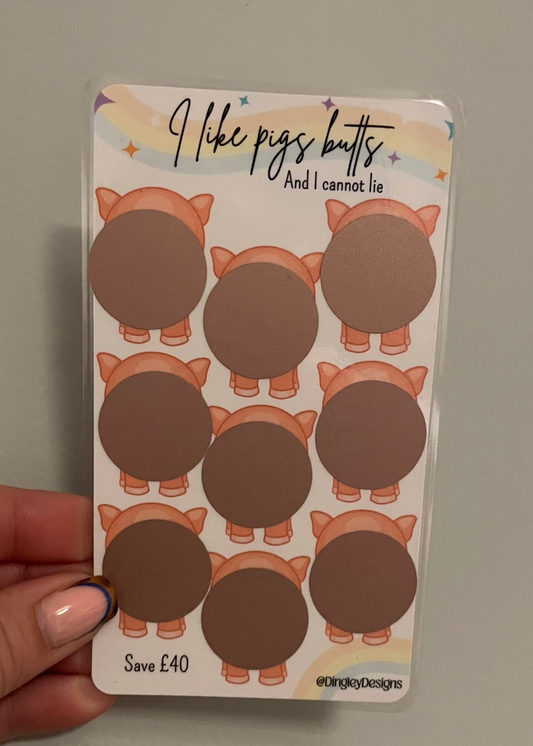 I like pigs butts
And I cannot lie
Save £40
@DingleyDesigns